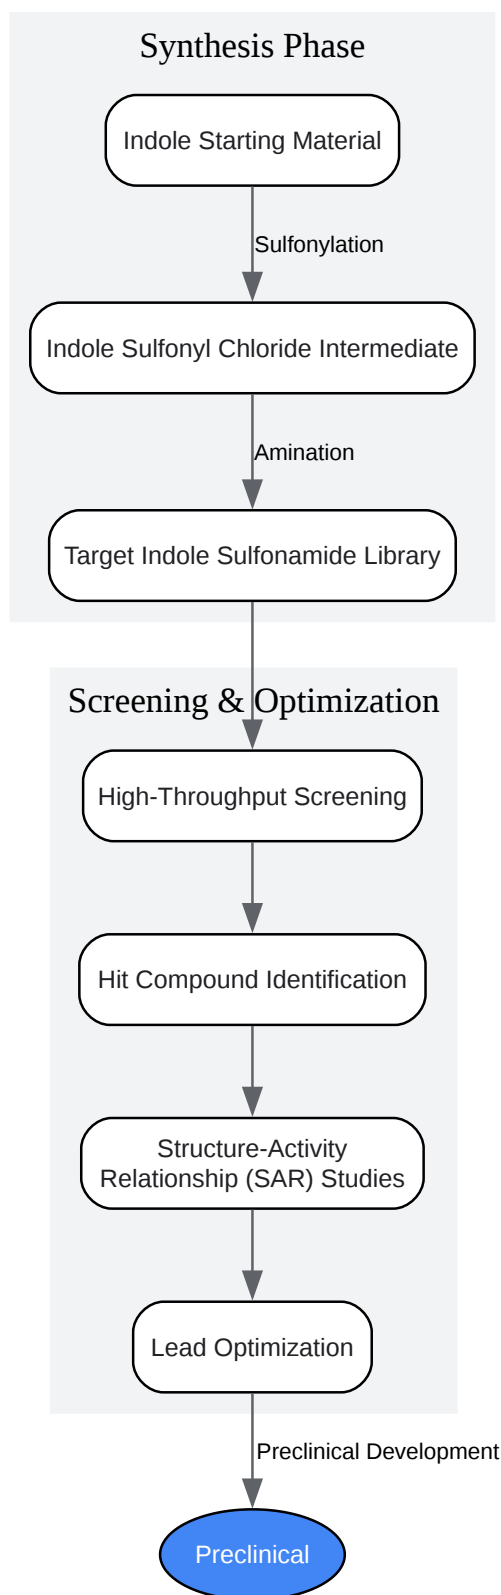 Synthesis Phase
Indole Starting Material
Sulfonylation
Indole Sulfonyl Chloride Intermediate
Amination
Target Indole Sulfonamide Library
Screening & Optimization
High-Throughput Screening
Hit Compound Identification
Structure-Activity
Relationship (SAR) Studies
Lead Optimization
Preclinical Development
Preclinical